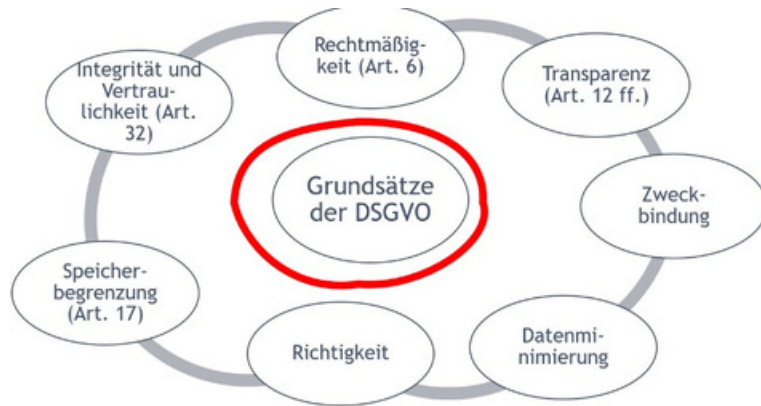 Rechtmäßig-
keit (Art. 6)
Transparenz
(Art. 12 ff.)
Zweck-
bindung
Datenmi-
nimierung
Richtigkeit
Speicher-
begrenzung
(Art. 17)
Integrität und
Vertrau-
lichkeit (Art.
32)
Grundsätze
der DSGVO